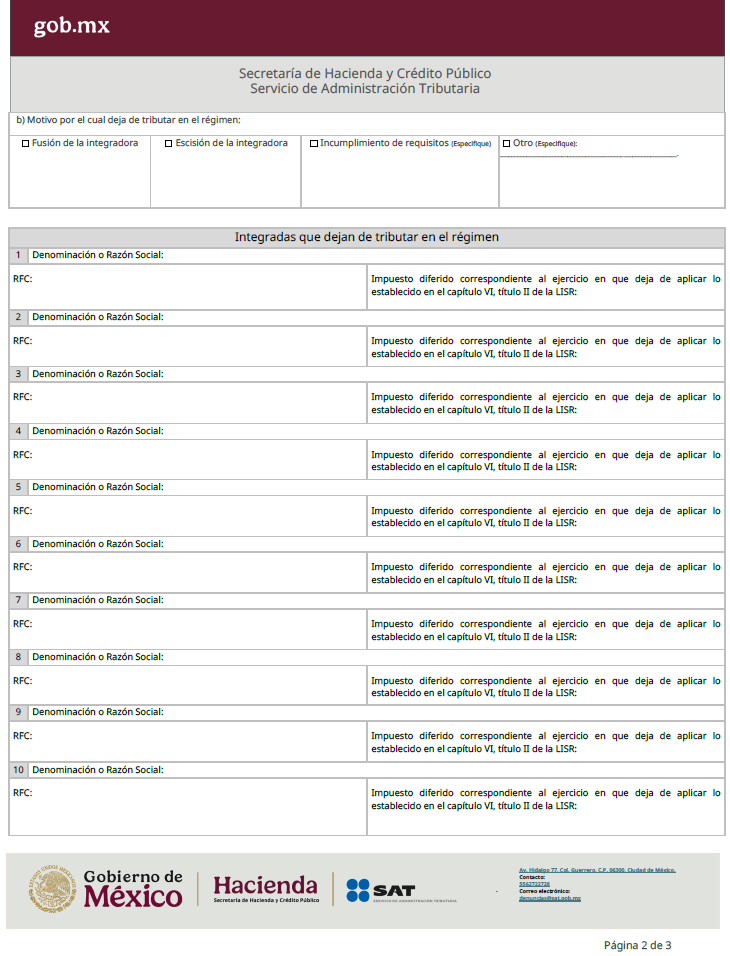 gob.mx
Secretaría de Hacienda y Crédito Público
Servicio de Administración Tributaria
b) Motivo por el cual deja de tributar en el régimen:
Fusión de la integradora
Escisión de la integradora
Incumplimiento de requisitos (Especifique)
Otro (Especifique):
Integradas que dejan de tributar en el régimen
1 Denominación o Razón Social:
RFC:
Impuesto diferido correspondiente al ejercicio en que deja de aplicar lo
establecido en el capítulo VI, título II de la LISR:
2 Denominación o Razón Social:
RFC:
Impuesto diferido correspondiente al ejercicio en que deja de aplicar lo
establecido en el capítulo VI, título II de la LISR:
3 Denominación o Razón Social:
RFC:
Impuesto diferido correspondiente al ejercicio en que deja de aplicar lo
establecido en el capítulo VI, título II de la LISR:
4 Denominación o Razón Social:
RFC:
Impuesto diferido correspondiente al ejercicio en que deja de aplicar lo
establecido en el capítulo VI, título II de la LISR:
5 Denominación o Razón Social:
RFC:
Impuesto diferido correspondiente al ejercicio en que deja de aplicar lo
establecido en el capítulo VI, título II de la LISR:
6 Denominación o Razón Social:
RFC:
Impuesto diferido correspondiente al ejercicio en que deja de aplicar lo
establecido en el capítulo VI, título II de la LISR:
7 Denominación o Razón Social:
RFC:
Impuesto diferido correspondiente al ejercicio en que deja de aplicar lo
establecido en el capítulo VI, título II de la LISR:
8 Denominación o Razón Social:
RFC:
Impuesto diferido correspondiente al ejercicio en que deja de aplicar lo
establecido en el capítulo VI, título II de la LISR:
9 Denominación o Razón Social:
RFC:
Impuesto diferido correspondiente al ejercicio en que deja de aplicar lo
establecido en el capítulo VI, título II de la LISR:
10 Denominación o Razón Social:
RFC:
Impuesto diferido correspondiente al ejercicio en que deja de aplicar lo
establecido en el capítulo VI, título II de la LISR:
Gobierno de
México
Hacienda
Secretaría de Hacienda y Crédito Público
SAT
SERVICIO DE ADMINISTRACIÓN TRIBUTARIA
Av. Hidalgo 77, Col. Guerrero, C.P. 06300, Ciudad de México.
Contacto:
5562722728
Correo electrónico:
denuncias@sat.gob.mx
Página 2 de 3